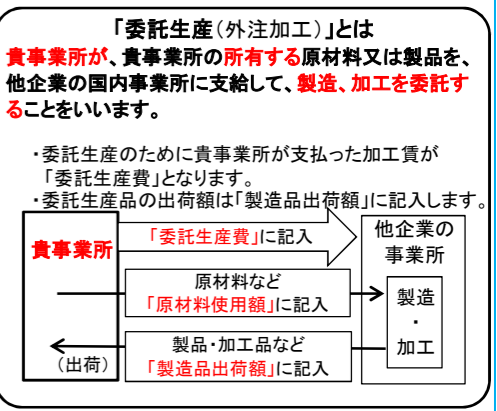 「委託生産(外注加工)」とは
貴事業所が、貴事業所の所有する原材料又は製品を、
他企業の国内事業所に支給して、製造、加工を委託す
ることをいいます。
・委託生産のために貴事業所が支払った加工賃が
「委託生産費」となります。
・委託生産品の出荷額は「製造品出荷額」に記入します。
貴事業所
「委託生産費」に記入
他企業の
事業所
原材料など
「原材料使用額」に記入
製造
・
加工
製品・加工品など
「製造品出荷額」に記入
(出荷)